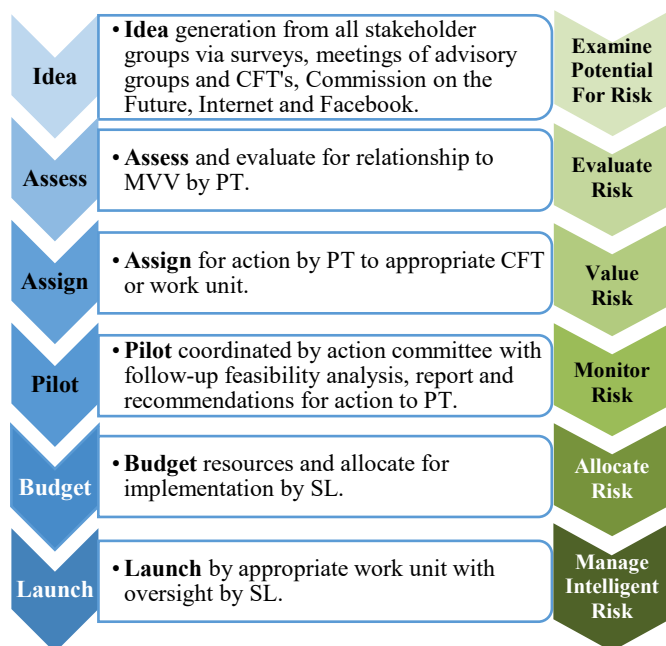 Idea
• Idea generation from all stakeholder
groups via surveys, meetings of advisory
groups and CFT's, Commission on the
Future, Internet and Facebook.
Examine
Potential
For Risk
Assess
• Assess and evaluate for relationship to
MVV by PT.
Evaluate
Risk
Assign
• Assign for action by PT to appropriate CFT
or work unit.
Value
Risk
Pilot
• Pilot coordinated by action committee with
follow-up feasibility analysis, report and
recommendations for action to PT.
Monitor
Risk
Budget
• Budget resources and allocate for
implementation by SL.
Allocate
Risk
Launch
• Launch by appropriate work unit with
oversight by SL.
Manage
Intelligent
Risk